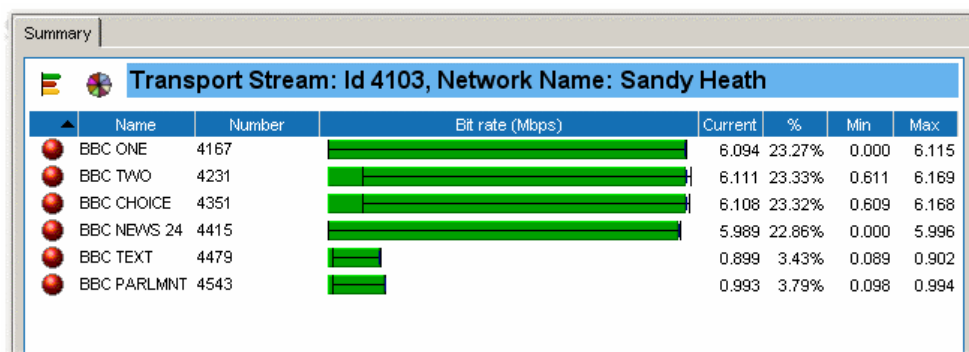 Summary
Transport Stream: Id 4103, Network Name: Sandy Heath
Name Number Bit rate (Mbps) Current % Min Max
BBC ONE 4167 6.094 23.27% 0.000 6.115
BBC TWO 4231 6.111 23.33% 0.611 6.169
BBC CHOICE 4351 6.108 23.32% 0.609 6.168
BBC NEWS 24 4415 5.989 22.86% 0.000 5.996
BBC TEXT 4479 0.899 3.43% 0.089 0.902
BBC PARLMNT 4543 0.993 3.79% 0.098 0.994